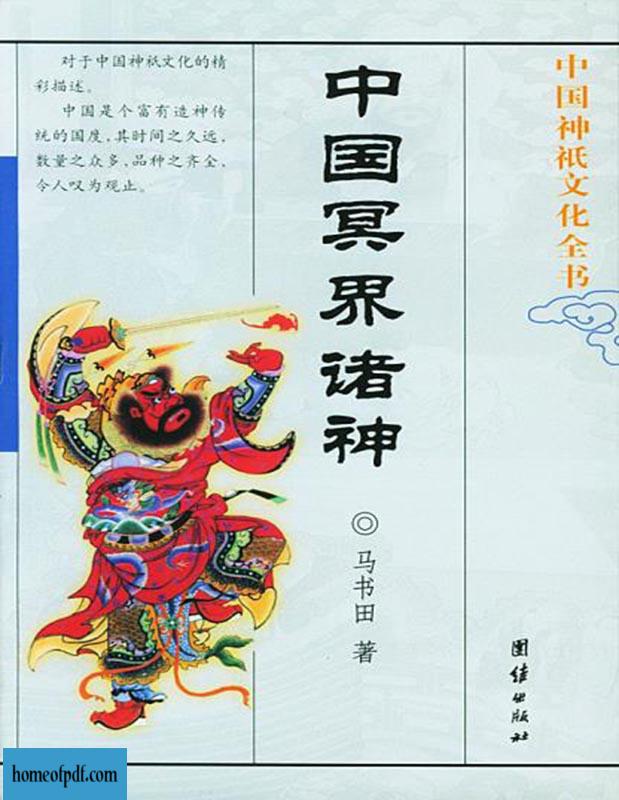 对于中国神祇文化的精
彩描述。
中国是个富有造神传
统的国度,其时间之久远,
数量之众多,品种之齐全,
令人叹为观止。
中国冥界诸神
◎马书田 著
中国神祇文化全书
团结出版社
homeofpdf.com